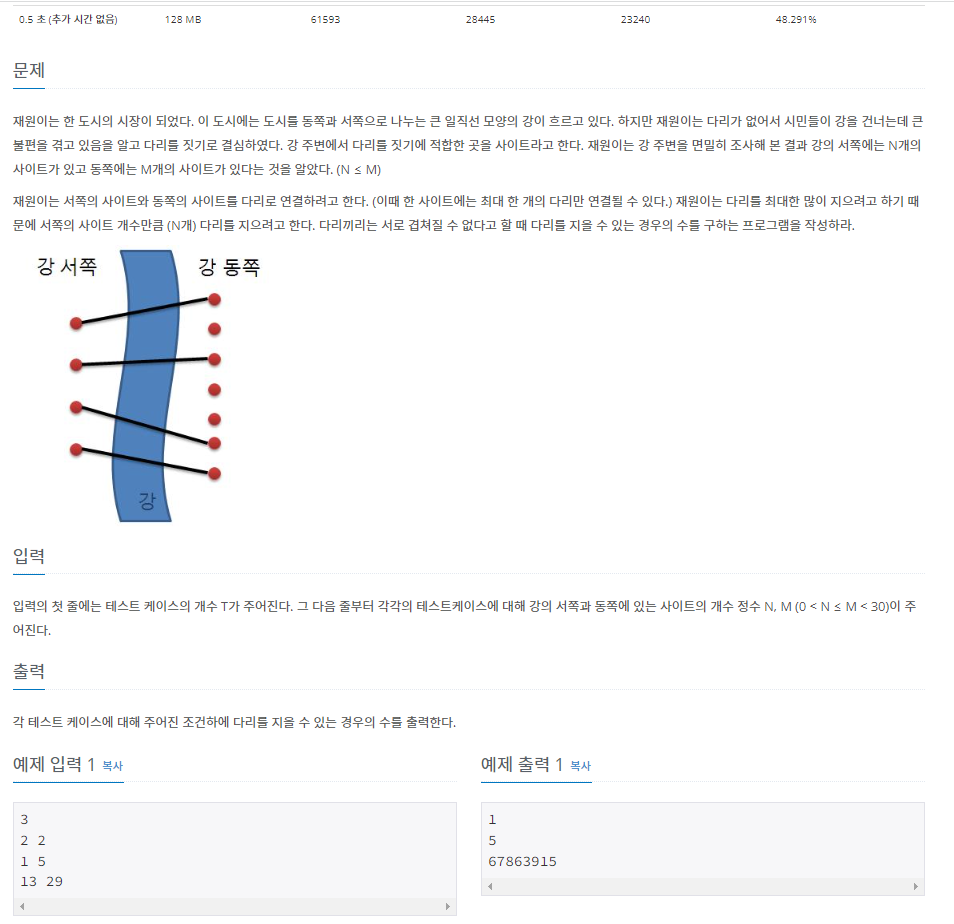 0.5 초 (추가 시간 없음) 128 MB 61593 28445 23240 48.291%
문제
재원이는 한 도시의 시장이 되었다. 이 도시에는 도시를 동쪽과 서쪽으로 나누는 큰 일직선 모양의 강이 흐르고 있다. 하지만 재원이는 다리가 없어서 시민들이 강을 건너는데 큰
불편을 겪고 있음을 알고 다리를 짓기로 결심하였다. 강 주변에서 다리를 짓기에 적합한 곳을 사이트라고 한다. 재원이는 강 주변을 면밀히 조사해 본 결과 강의 서쪽에는 N개의
사이트가 있고 동쪽에는 M개의 사이트가 있다는 것을 알았다. (N ≤ M)
재원이는 서쪽의 사이트와 동쪽의 사이트를 다리로 연결하려고 한다. (이때 한 사이트에는 최대 한 개의 다리만 연결될 수 있다.) 재원이는 다리를 최대한 많이 지으려고 하기 때
문에 서쪽의 사이트 개수만큼 (N개) 다리를 지으려고 한다. 다리끼리는 서로 겹쳐질 수 없다고 할 때 다리를 지을 수 있는 경우의 수를 구하는 프로그램을 작성하라.
강 서쪽 강 동쪽
강
입력
입력의 첫 줄에는 테스트 케이스의 개수 T가 주어진다. 그 다음 줄부터 각각의 테스트케이스에 대해 강의 서쪽과 동쪽에 있는 사이트의 개수 정수 N, M (0 < N ≤ M < 30)이 주
어진다.
출력
각 테스트 케이스에 대해 주어진 조건하에 다리를 지을 수 있는 경우의 수를 출력한다.
예제 입력 1 복사
3
2 2
1 5
13 29
예제 출력 1 복사
1
5
67863915